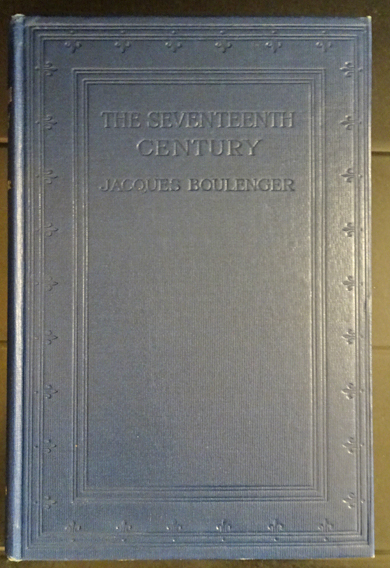 THE SEVENTEENTH
CENTURY
JACQUES BOULENGER